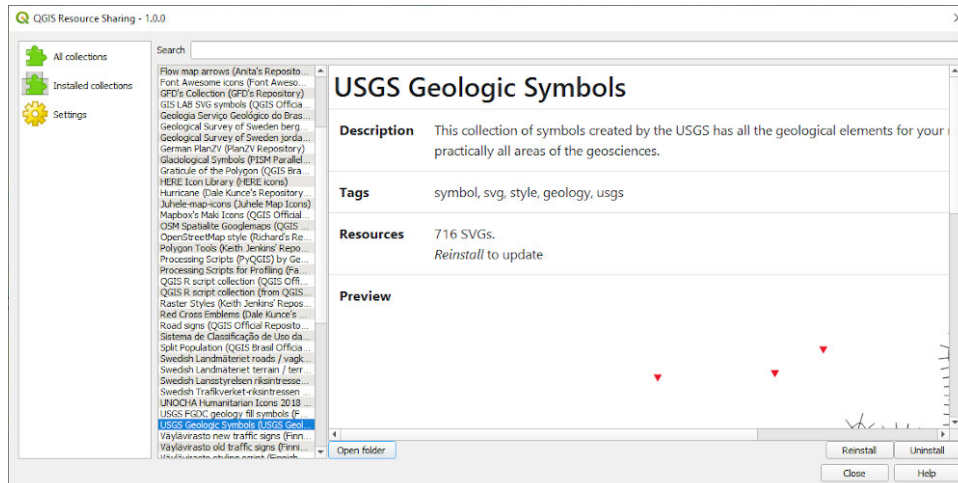 QGIS Resource Sharing - 1.0.0
All collections
Installed collections
Settings
Search
Flow map arrows (Anita's Reposito...
Font Awesome icons (Font Aweso...
GFD's Collection (GFD's Repository)
GIS LAB SVG symbols (QGIS Officia...
Geologia Serviço Geológico do Bras...
Geological Survey of Sweden berg...
Geological Survey of Sweden jorda...
German PlanZV (PlanZV Repository)
Glaciological Symbols (PISM Parallel...
Graticule of the Polygon (QGIS Bra...
HERE Icon Library (HERE icons)
Hurricane (Dale Kunce's Repository...
Juhele-map-icons (Juhele Map Icons)
Mapbox's Maki Icons (QGIS Official...
OSM Spatialite Googlemaps (QGIS ...
OpenStreetMap style (Richard's Re...
Polygon Tools (Keith Jenkins' Repo...
Processing Scripts (PyQGIS) by Ge...
Processing Scripts for Profiling (Fa...
QGIS R script collection (QGIS Offi...
QGIS R script collection (from QGIS...
Raster Styles (Keith Jenkins' Repos...
Red Cross Emblems (Dale Kunce's ...
Road signs (QGIS Official Reposito...
Sistema de Classificação de Uso da...
Split Population (QGIS Brasil Official...
Swedish Landmäteriet roads / vagk...
Swedish Landmäteriet terrain / terr...
Swedish Lansstyrelsen riksintresse...
Swedish Trafikverket-riksintressen ...
UNOCHA Humanitarian Icons 2018 ...
USGS FGDC geology fill symbols (F...
USGS Geologic Symbols (USGS Geol...
Väylävirasto new traffic signs (Finn...
Väylävirasto old traffic signs (Finni...
Väylävirasto styling script (Finnish
USGS Geologic Symbols
Description This collection of symbols created by the USGS has all the geological elements for your
practically all areas of the geosciences.
Tags symbol, svg, style, geology, usgs
Resources 716 SVGs.
Reinstall to update
Preview
Open folder
Reinstall Uninstall
Close Help